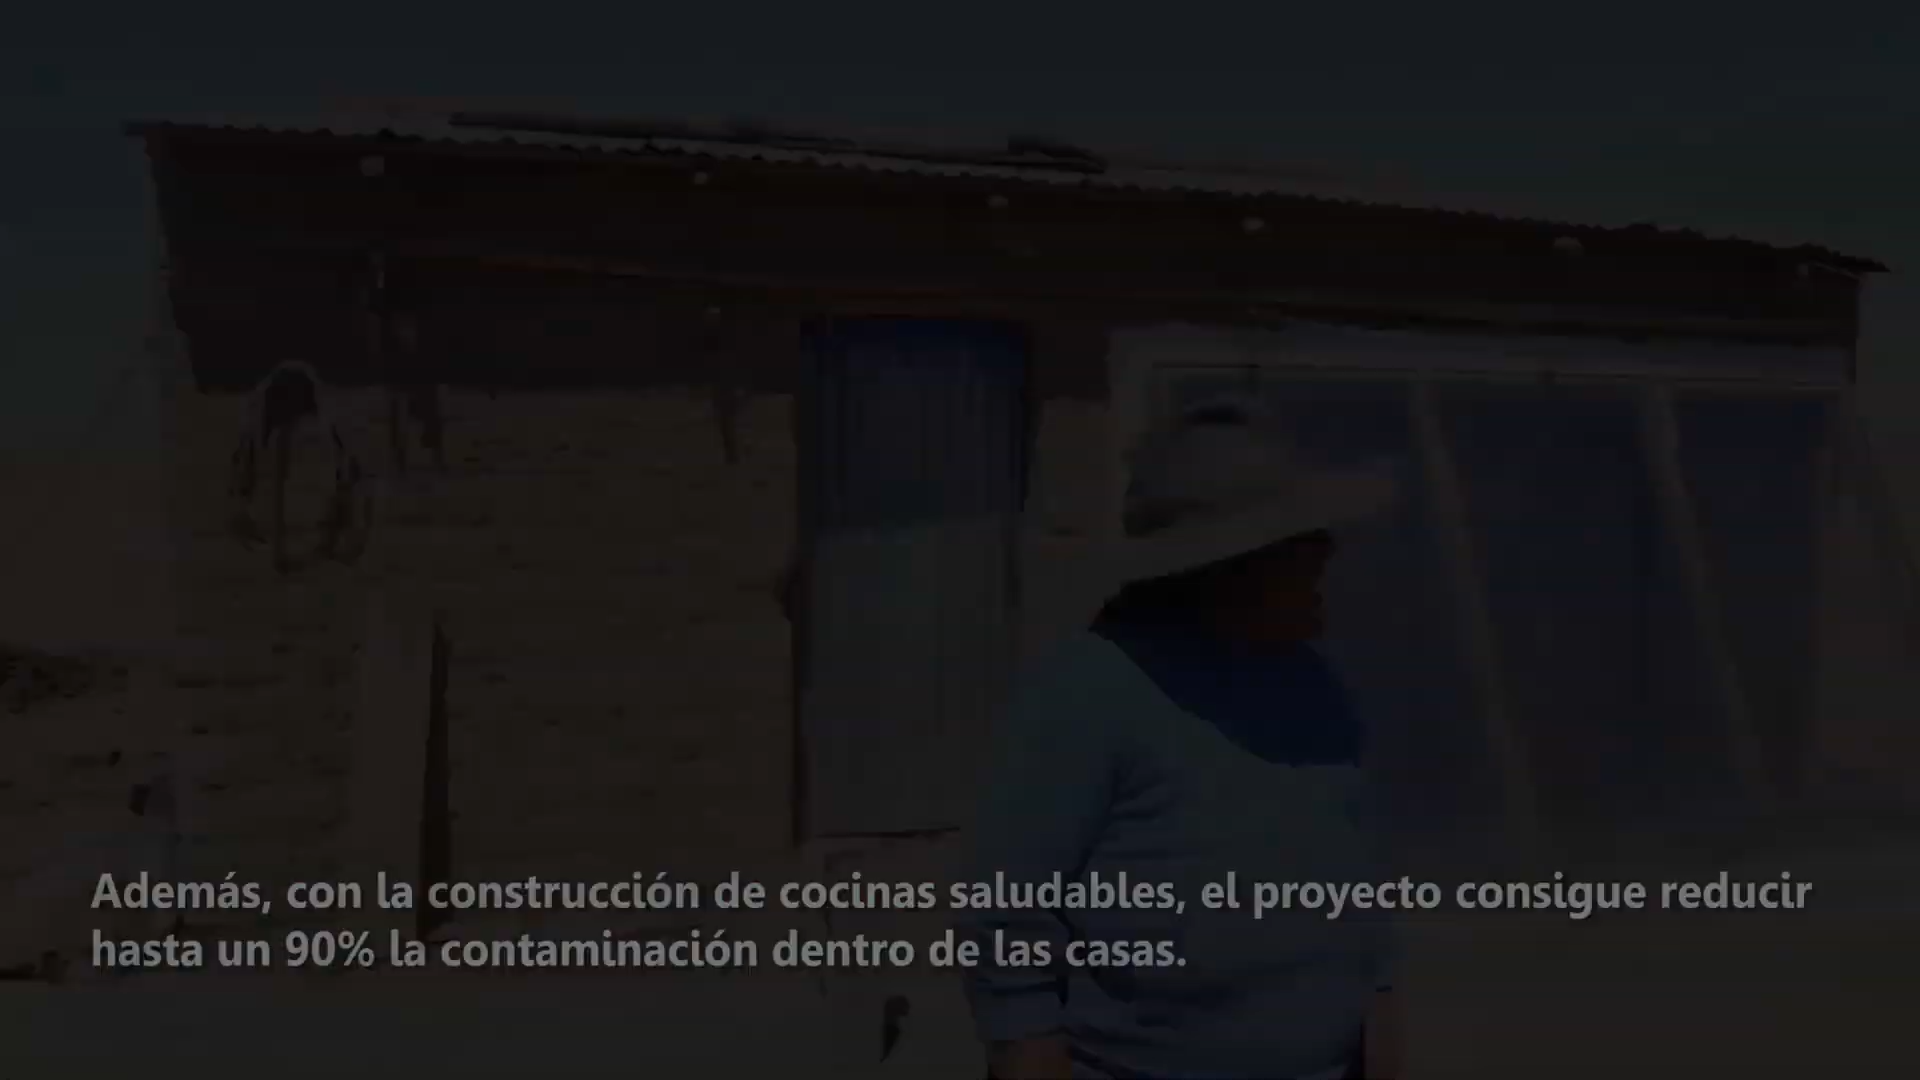 Además, con la construcción de cocinas saludables, el proyecto consigue reducir
hasta un 90% la contaminación dentro de las casas.